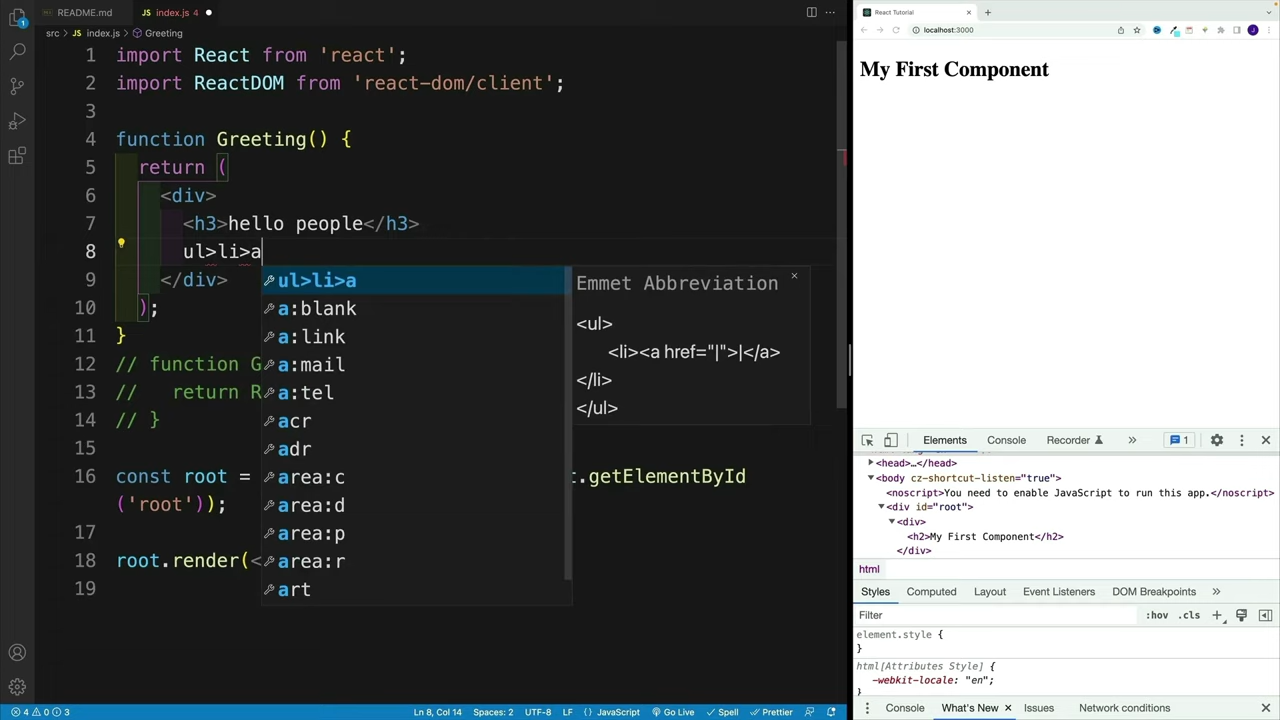 README.md
index.js 4
React Tutorial
src > index.js > Greeting
localhost:3000
1 import React from 'react';
2 import ReactDOM from 'react-dom/client';
3
4 function Greeting() {
5 return (
6 <div>
7 <h3>hello people</h3>
8 ul>li>a
9 </div>
10 );
11 }
12 // function G
13 // return R
14 // }
15
16 const root = t.getElementById
('root'));
17
18 root.render(<
19
ul>li>a
a:blank
a:link
a:mail
a:tel
acr
adr
area:c
area:d
area:p
area:r
art
Emmet Abbreviation
<ul>
<li><a href="|">|</a>
</li>
</ul>
My First Component
Elements Console Recorder 1
<head>…</head>
<body cz-shortcut-listen="true">
<noscript>You need to enable JavaScript to run this app.</noscript>
<div id="root">
<div>
<h2>My First Component</h2>
</div>
html
Styles Computed Layout Event Listeners DOM Breakpoints
Filter
:hov .cls
element.style {
}
html[Attributes Style] {
-webkit-locale: "en";
}
Console What's New Issues Network conditions
1
4 0 3 Ln 8, Col 14 Spaces: 2 UTF-8 LF {} JavaScript Go Live Spell Prettier